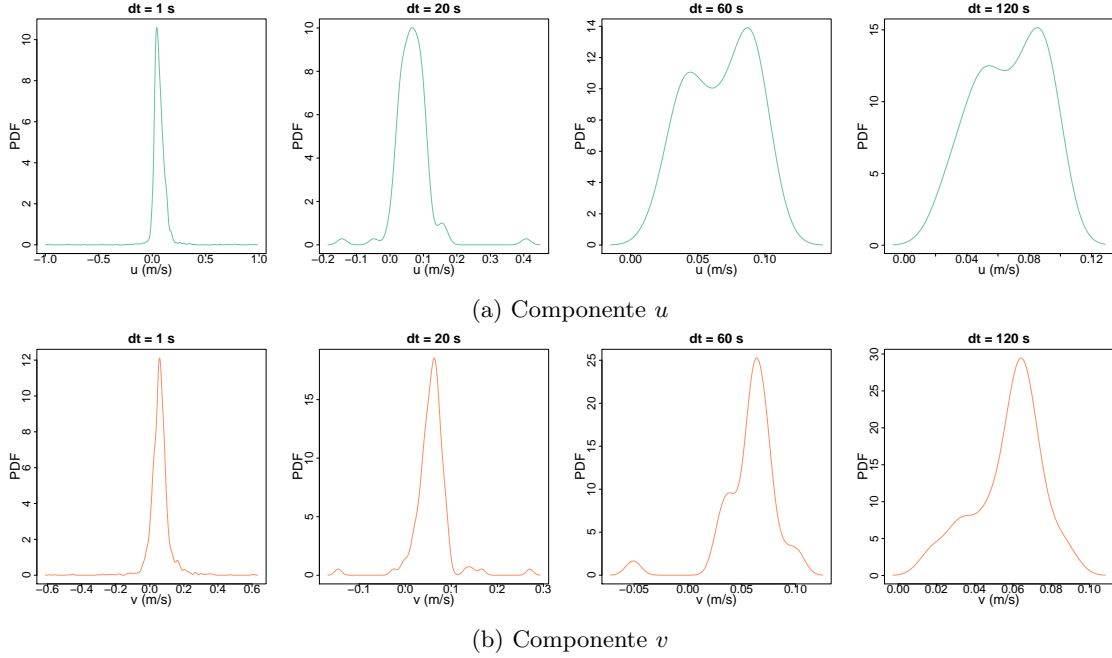 dt = 1 s dt = 20 s dt = 60 s dt = 120 s
PDF 0 2 4 6 8 10
−1.0 −0.5 0.0 0.5 1.0
u (m/s)
PDF 0 2 4 6 8 10
−0.2 −0.1 0.0 0.1 0.2 0.3 0.4
u (m/s)
PDF 0 2 4 6 8 10 12 14
0.00 0.05 0.10
u (m/s)
PDF 0 5 10 15
0.00 0.04 0.08 0.12
u (m/s)
(a) Componente u
dt = 1 s dt = 20 s dt = 60 s dt = 120 s
PDF 0 2 4 6 8 10 12
−0.6 −0.4 −0.2 0.0 0.2 0.4 0.6
v (m/s)
PDF 0 5 10 15
−0.1 0.0 0.1 0.2 0.3
v (m/s)
PDF 0 5 10 15 20 25
−0.05 0.00 0.05 0.10
v (m/s)
PDF 0 5 10 15 20 25 30
0.00 0.02 0.04 0.06 0.08 0.10
v (m/s)
(b) Componente v